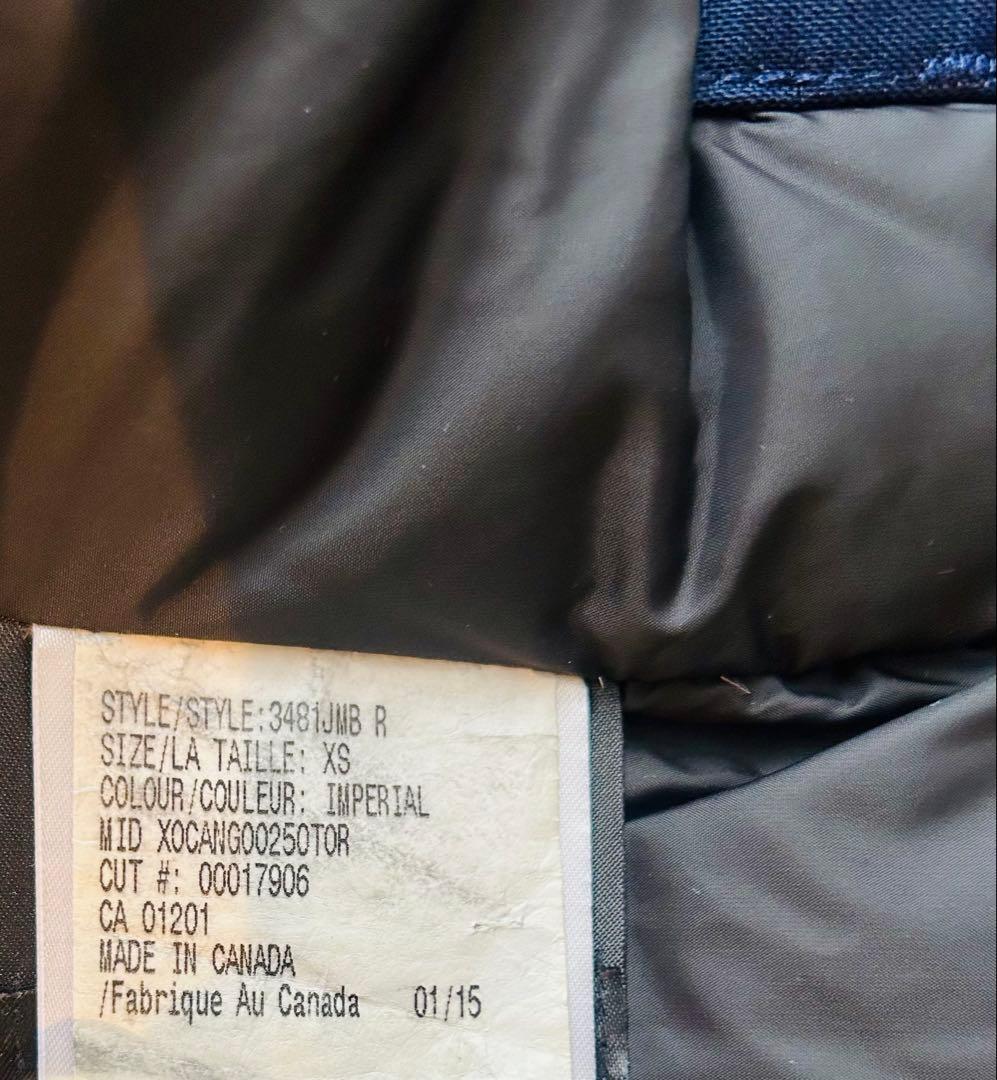 STYLE/STYLE:3481JMB R
SIZE/LA TAILLE: XS
COLOUR/COULEUR: IMPERIAL
MID XOCANGOO250TOR
CUT #: 00017906
CA 01201
MADE IN CANADA
/Fabrique Au Canada 01/15